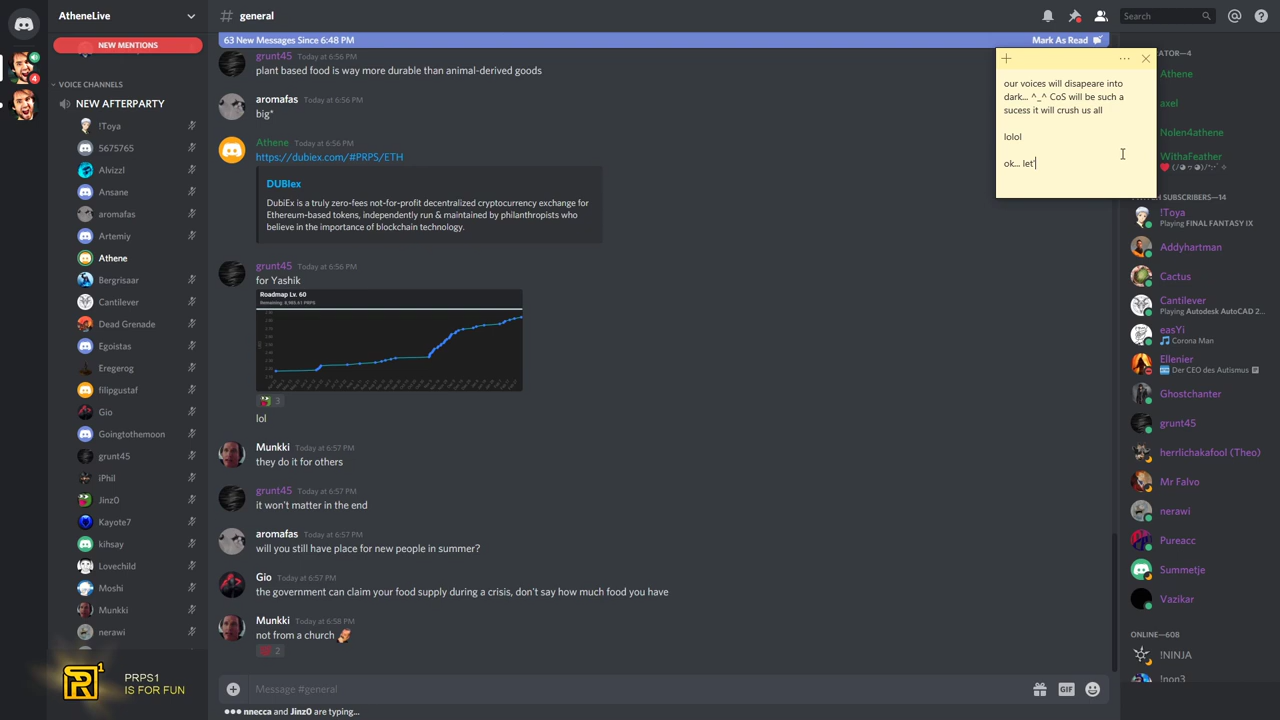 AtheneLive
general
Search
NEW MENTIONS
63 New Messages Since 6:48 PM
Mark As Read
VOICE CHANNELS
NEW AFTERPARTY
!Toya
5675765
Alvizzl
Ansane
aromafas
Artemiy
Athene
Bergrisaar
Cantilever
Dead Grenade
Egoistas
Eregerog
filipgustaf
Gio
Goingtothemoon
grunt45
iPhil
Jinz0
Kayote7
kihsay
Lovechild
Moshi
Munkki
nerawi
PRPS1
IS FOR FUN
grunt45 Today at 6:56 PM
plant based food is way more durable than animal-derived goods
aromafas Today at 6:56 PM
big*
Athene Today at 6:56 PM
https://dubiex.com/#PRPS/ETH
DUBIex
DubiEx is a truly zero-fees not-for-profit decentralized cryptocurrency exchange for
Ethereum-based tokens, independently run & maintained by philanthropists who
believe in the importance of blockchain technology.
grunt45 Today at 6:56 PM
for Yashik
Roadmap Lv. 60
3
lol
Munkki Today at 6:57 PM
they do it for others
grunt45 Today at 6:57 PM
it won't matter in the end
aromafas Today at 6:57 PM
will you still have place for new people in summer?
Gio Today at 6:57 PM
the government can claim your food supply during a crisis, don't say how much food you have
Munkki Today at 6:58 PM
not from a church
2
Message #general
GIF
nnecca and Jinz0 are typing...
our voices will disapeare into
dark... ^_^ CoS will be such a
sucess it will crush us all
lolol
ok... let'
ATOR—4
Athene
axel
Nolen4athene
WithaFeather
SUBSCRIBERS—14
!Toya
Playing FINAL FANTASY IX
Addyhartman
Cactus
Cantilever
Playing Autodesk AutoCAD 2...
easYi
Corona Man
Ellenier
Der CEO des Autismus
Ghostchanter
grunt45
herrlichakafool (Theo)
Mr Falvo
nerawi
Pureacc
Summetje
Vazikar
ONLINE—608
!NINJA
!non3